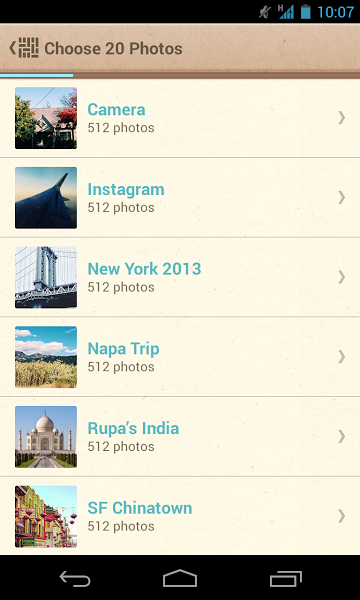 H 10:07
Choose 20 Photos
Camera
512 photos
Instagram
512 photos
New York 2013
512 photos
Napa Trip
512 photos
Rupa's India
512 photos
SF Chinatown
512 photos